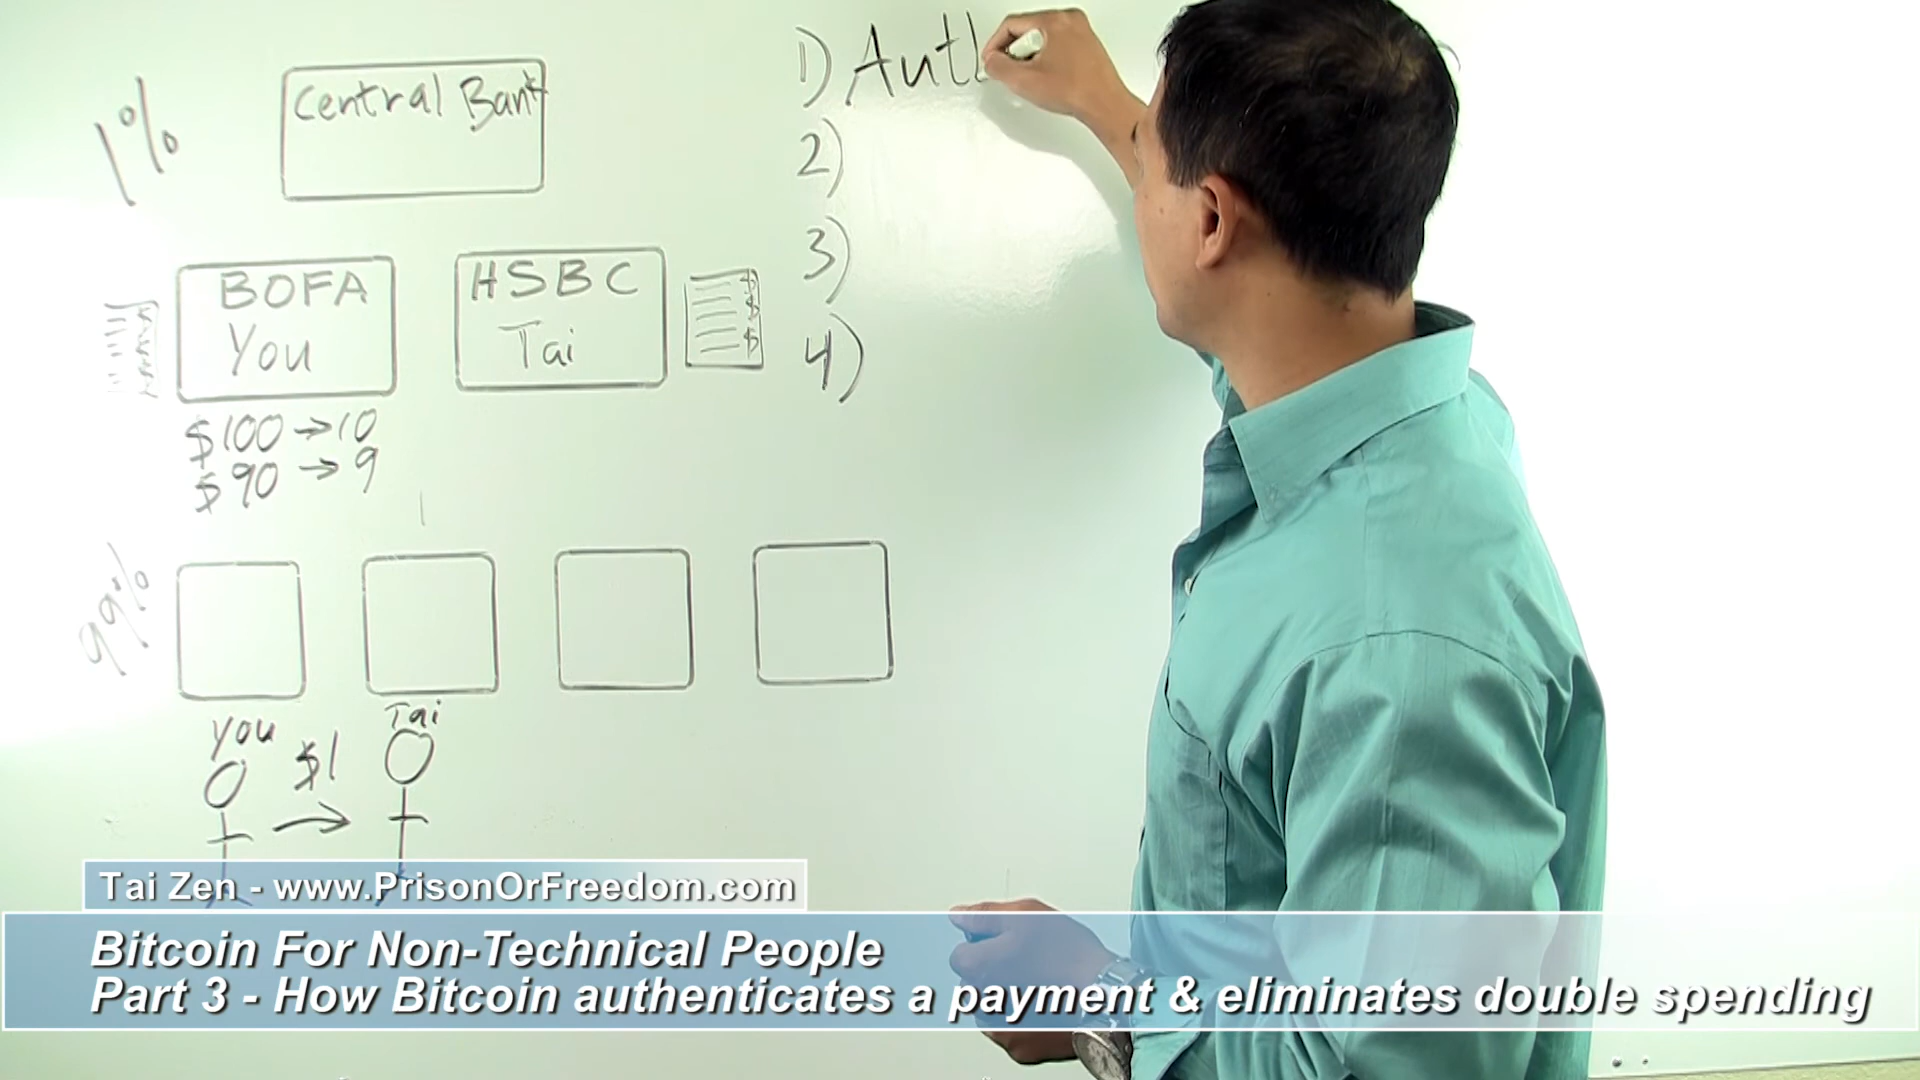 1%
Central Bank
1) Auth
2)
3)
4)
BOFA
You
HSBC
Tai
$
$
$
$100 → 10
$90 → 9
99%
You
Tai
$1
Tai Zen - www.PrisonOrFreedom.com
Bitcoin For Non-Technical People
Part 3 - How Bitcoin authenticates a payment & eliminates double spending